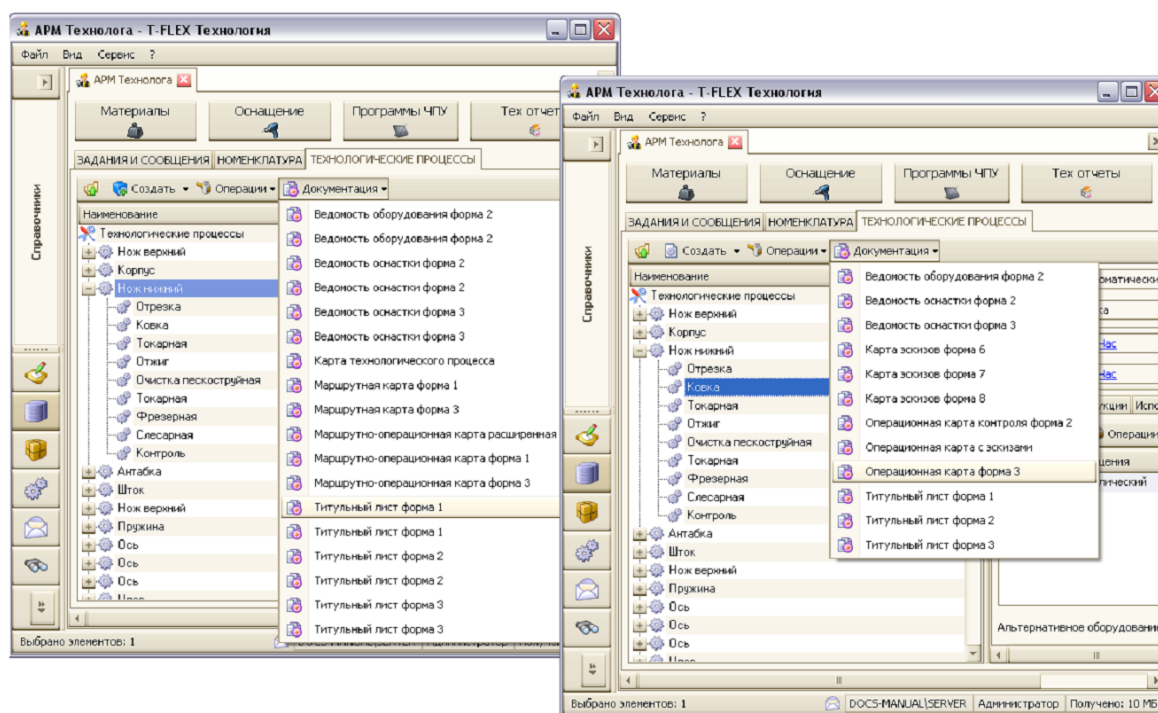 АРМ Технолога - T-FLEX Технология
Файл Вид Сервис ?
АРМ Технолога
Материалы Оснащение Программы ЧПУ Тех отчет
ЗАДАНИЯ И СООБЩЕНИЯ НОМЕНКЛАТУРА ТЕХНОЛОГИЧЕСКИЕ ПРОЦЕССЫ
Создать Операции Документация
Справочники
Наименование
Технологические процессы
Нож верхний
Корпус
Нож нижний
Отрезка
Ковка
Токарная
Отжиг
Очистка пескоструйная
Токарная
Фрезерная
Слесарная
Контроль
Антабка
Шток
Нож верхний
Пружина
Ось
Ось
Ось
Ведомость оборудования форма 2
Ведомость оборудования форма 2
Ведомость оснастки форма 2
Ведомость оснастки форма 2
Ведомость оснастки форма 3
Ведомость оснастки форма 3
Карта технологического процесса
Маршрутная карта форма 1
Маршрутная карта форма 3
Маршрутно-операционная карта расширенная
Маршрутно-операционная карта форма 1
Маршрутно-операционная карта форма 3
Титульный лист форма 1
Титульный лист форма 1
Титульный лист форма 2
Титульный лист форма 2
Титульный лист форма 3
Титульный лист форма 3
Выбрано элементов: 1
АРМ Технолога - T-FLEX Технология
Файл Вид Сервис ?
АРМ Технолога
Материалы Оснащение Программы ЧПУ Тех отчеты
ЗАДАНИЯ И СООБЩЕНИЯ НОМЕНКЛАТУРА ТЕХНОЛОГИЧЕСКИЕ ПРОЦЕССЫ
Создать Операции Документация
Справочники
Наименование
Технологические процессы
Нож верхний
Корпус
Нож нижний
Отрезка
Ковка
Токарная
Отжиг
Очистка пескоструйная
Токарная
Фрезерная
Слесарная
Контроль
Антабка
Шток
Нож верхний
Пружина
Ось
Ось
Ось
Ведомость оборудования форма 2
Ведомость оснастки форма 2
Ведомость оснастки форма 3
Карта эскизов форма 6
Карта эскизов форма 7
Карта эскизов форма 8
Операционная карта контроля форма 2
Операционная карта с эскизами
Операционная карта форма 3
Титульный лист форма 1
Титульный лист форма 2
Титульный лист форма 3
Час
Час
Операции
Альтернативное оборудование
Выбрано элементов: 1 DOCS-MANUAL\SERVER Администратор Получено: 10 МБ